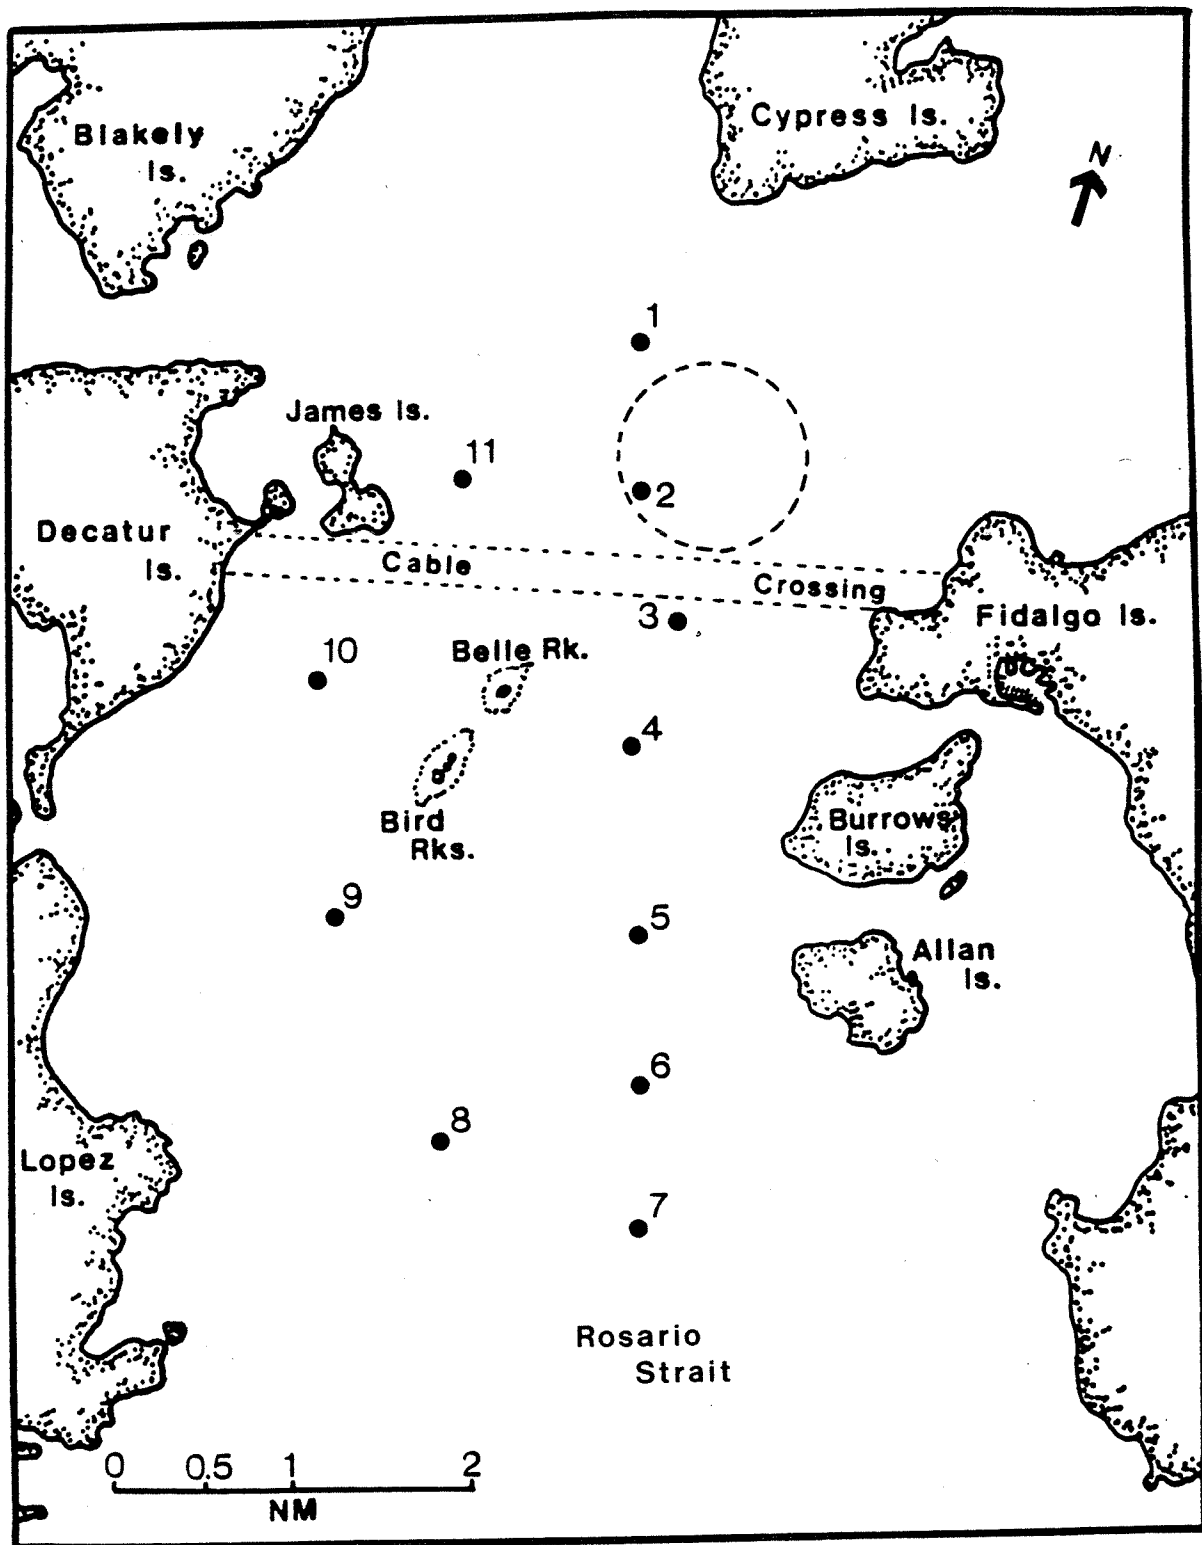 Blakely
Is.
Cypress Is.
N
1
James Is.
11
2
Decatur
Is.
Cable
Crossing
3
Fidalgo Is.
10
Belle Rk.
4
Bird
Rks.
Burrows
Is.
9
5
Allan
Is.
6
8
Lopez
Is.
7
Rosario
Strait
0 0.5 1 2
NM